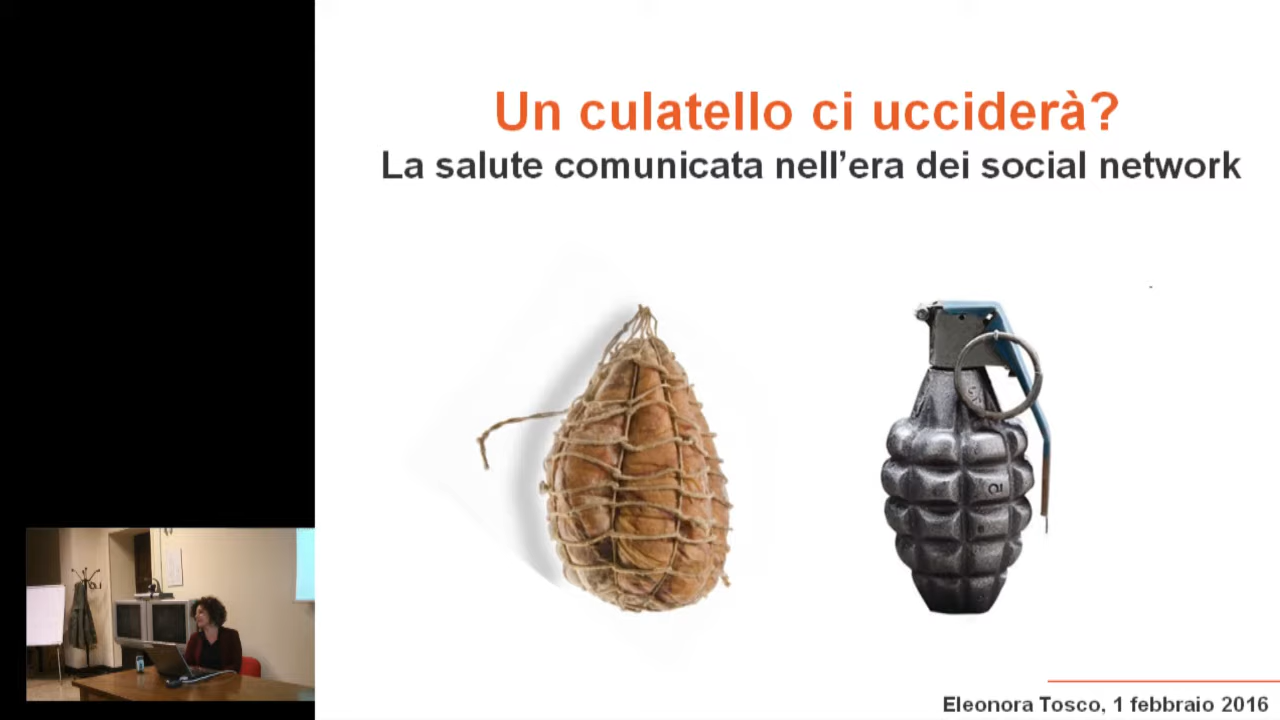 Un culatello ci ucciderà?
La salute comunicata nell'era dei social network
Eleonora Tosco, 1 febbraio 2016